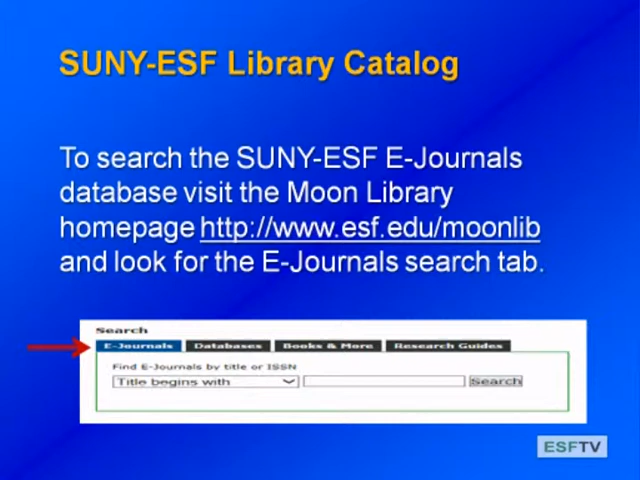 SUNY-ESF Library Catalog
To search the SUNY-ESF E-Journals
database visit the Moon Library
homepage http://www.esf.edu/moonlib
and look for the E-Journals search tab.
Search
E-Journals Databases Books & More Research Guides
Find E-Journals by title or ISSN
Title begins with Search
ESFTV